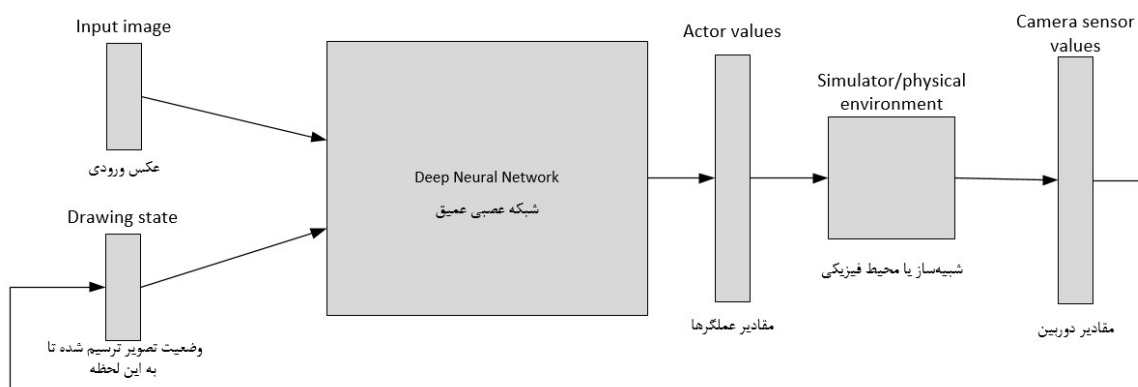 Input image
عکس ورودی
Drawing state
وضعیت تصویر ترسیم شده تا
به این لحظه
Deep Neural Network
شبکه عصبی عمیق
Actor values
مقادیر عملگرها
Simulator/physical
environment
شبیه‌ساز یا محیط فیزیکی
Camera sensor
values
مقادیر دوربین